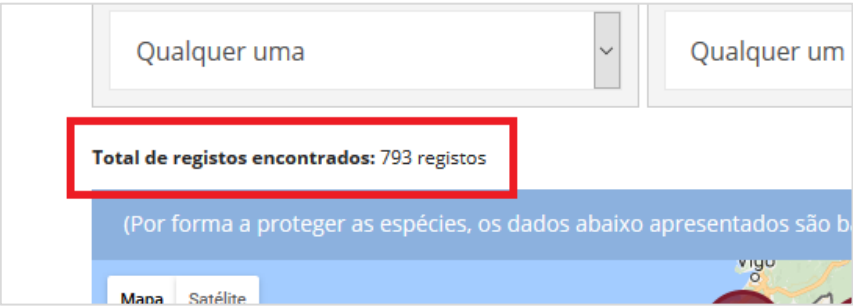 Qualquer uma
Qualquer um
Total de registos encontrados: 793 registos
(Por forma a proteger as espécies, os dados abaixo apresentados são
Vigo
Mapa Satélite